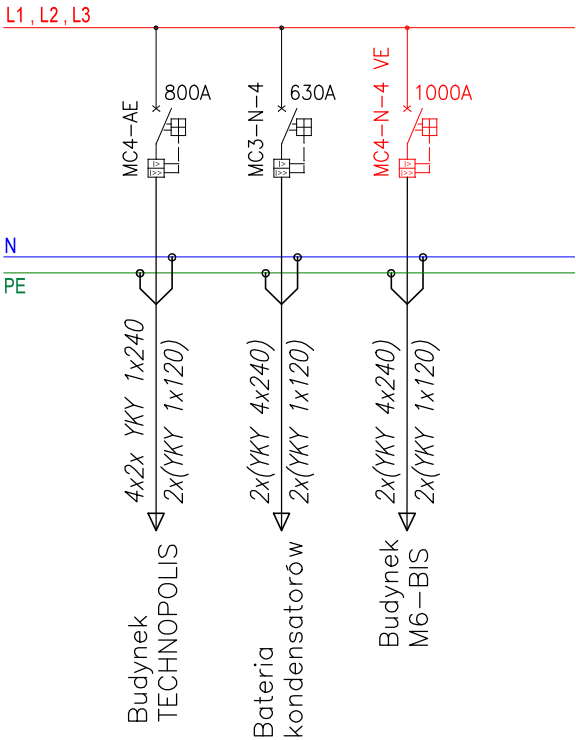 L1 , L2 , L3
MC4-AE
800A
MC3-N-4
630A
MC4-N-4 VE
1000A
I>
I>>
I>
I>>
I>
I>>
N
PE
4x2x YKY 1x240
2x(YKY 1x120)
2x(YKY 4x240)
2x(YKY 1x120)
2x(YKY 4x240)
2x(YKY 1x120)
Budynek
TECHNOPOLIS
Bateria
kondensatorów
Budynek
M6-BIS